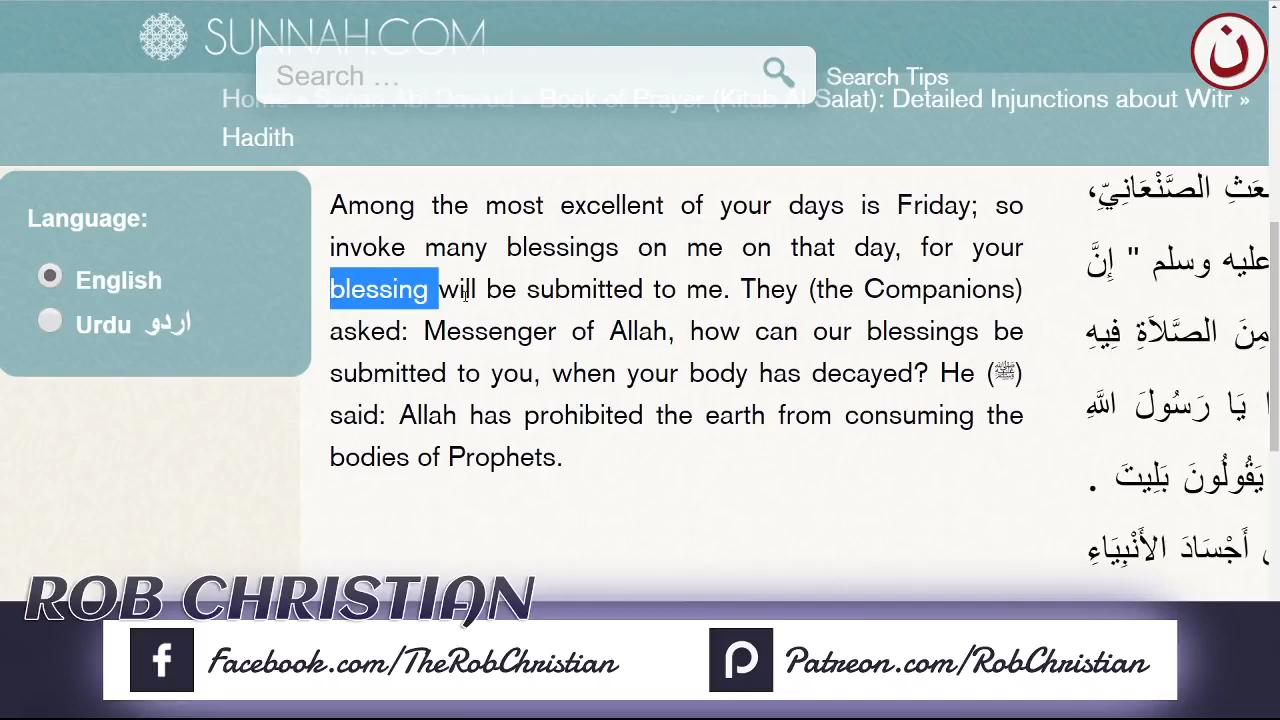 SUNNAH.COM
ن
Search ...
Search Tips
Home » Sunan Abi Dawud » Book of Prayer (Kitab Al-Salat): Detailed Injunctions about Witr »
Hadith
Language:
English
Urdu اردو
Among the most excellent of your days is Friday; so
invoke many blessings on me on that day, for your
blessing will be submitted to me. They (the Companions)
asked: Messenger of Allah, how can our blessings be
submitted to you, when your body has decayed? He (ﷺ)
said: Allah has prohibited the earth from consuming the
bodies of Prophets.
الصَّنْعَانِيِّ،
عليه وسلم " إِنَّ
مِنَ الصَّلاَةِ فِيهِ
يَا رَسُولَ اللَّهِ
يَقُولُونَ بَلِيتَ .
أَجْسَادَ الأَنْبِيَاءِ
ROB CHRISTIAN
f Facebook.com/TheRobChristian
Patreon.com/RobChristian